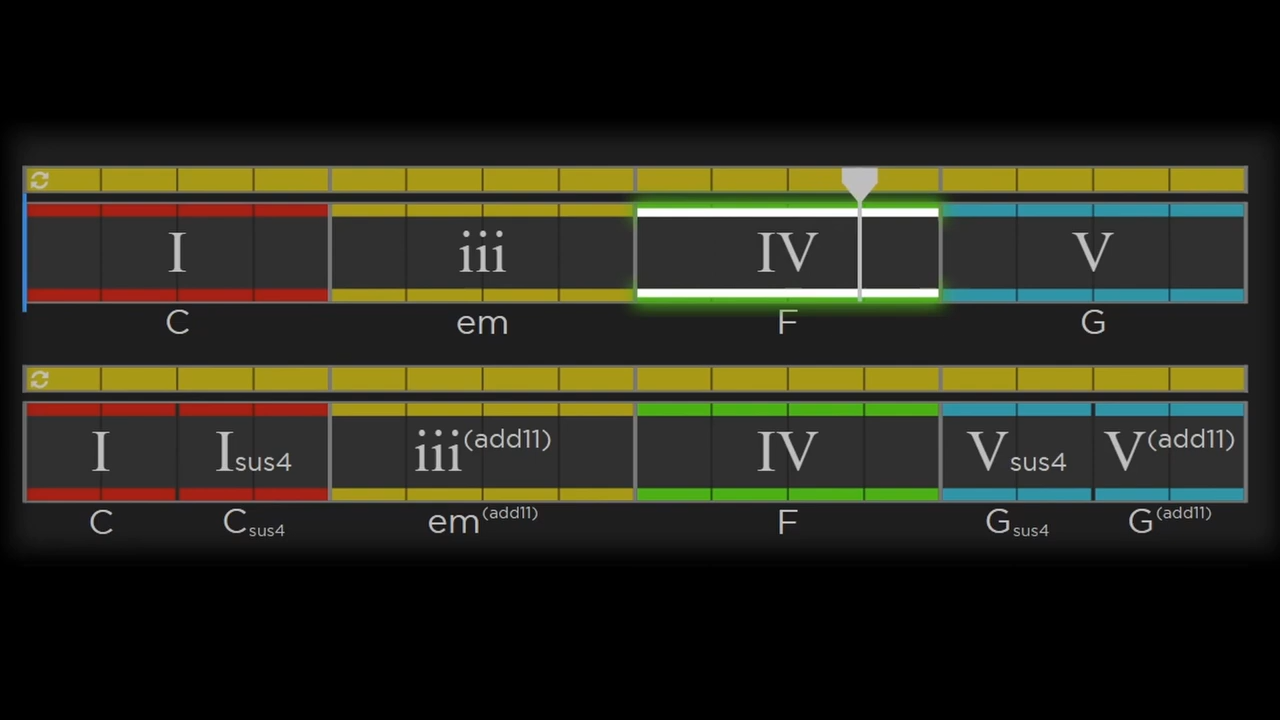 I iii IV V
C em F G
I Isus4 iii(add11) IV Vsus4 V(add11)
C Csus4 em(add11) F Gsus4 G(add11)